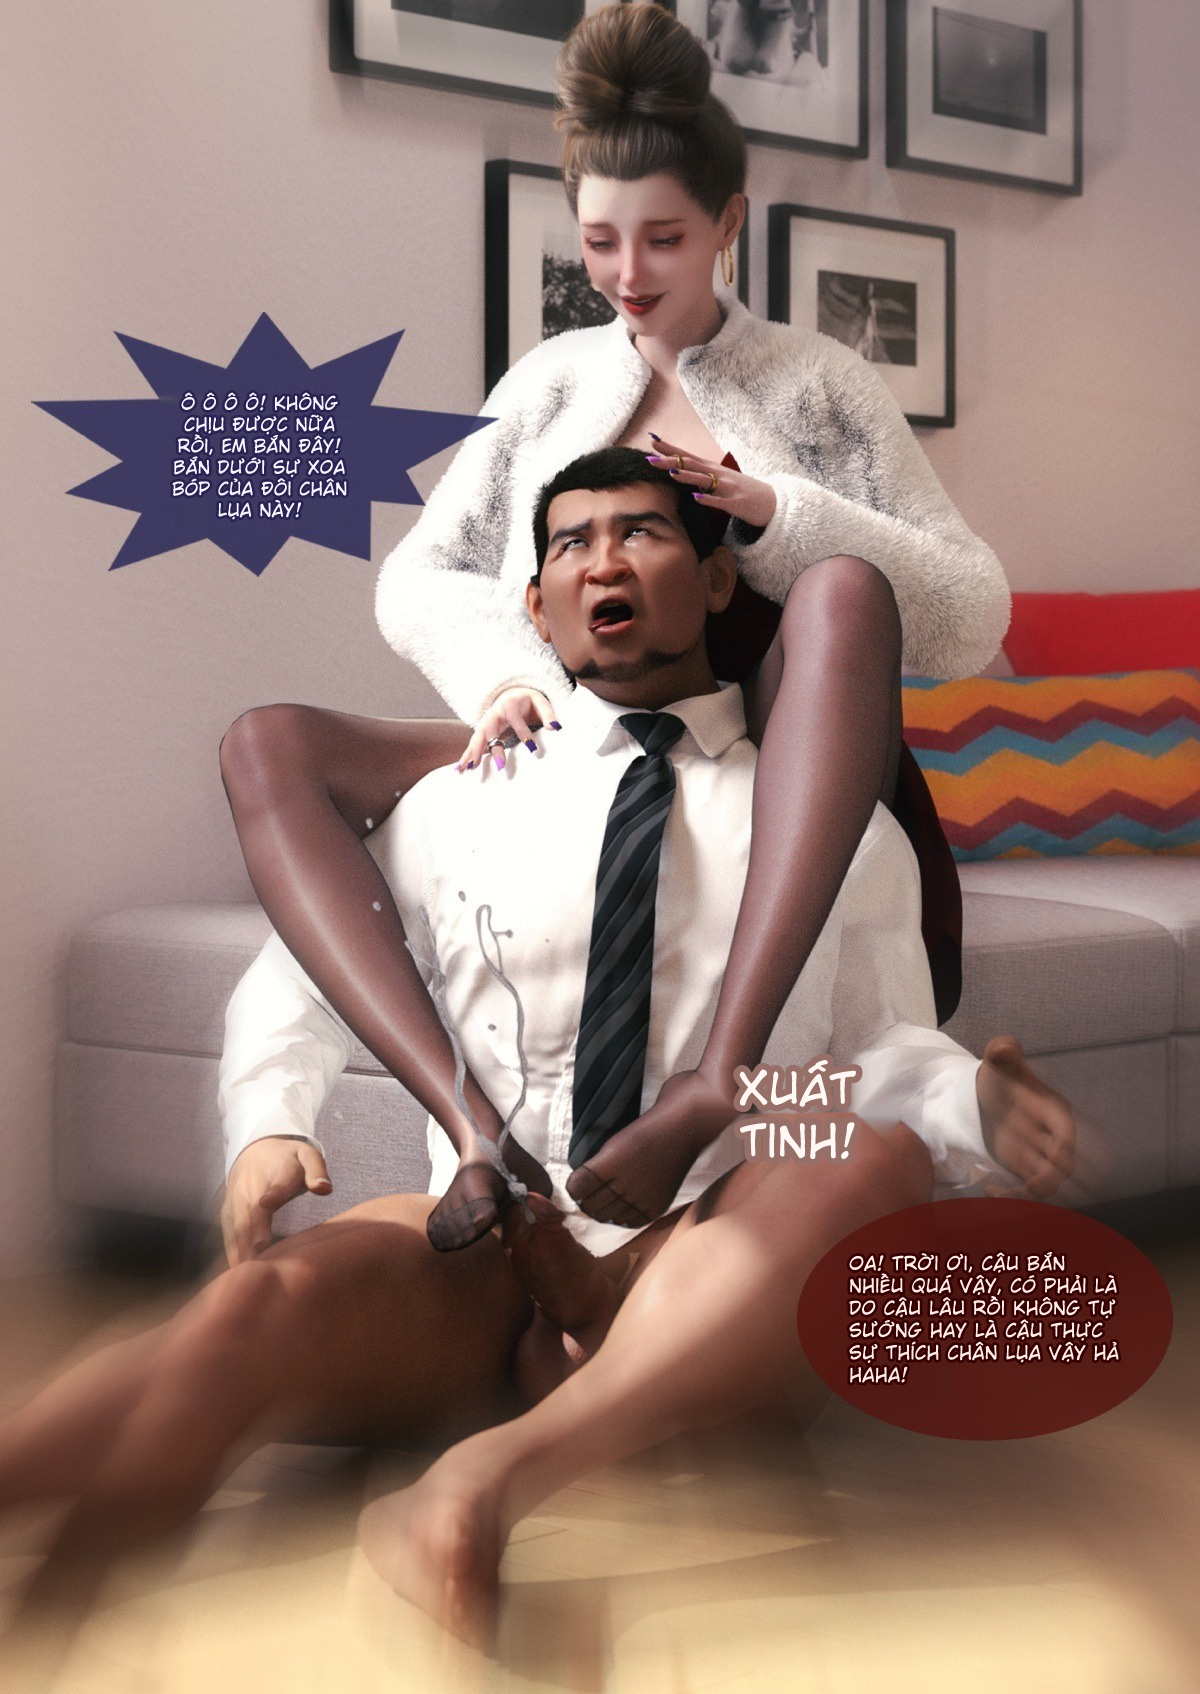 Ô Ô Ô Ô! KHÔNG
CHỊU ĐƯỢC NỮA
RỒI, EM BẮN ĐÂY!
BẮN DƯỚI SỰ XOA
BÓP CỦA ĐÔI CHÂN
LỤA NÀY!
XUẤT
TINH!
OA! TRỜI ƠI, CẬU BẮN
NHIỀU QUÁ VẬY, CÓ PHẢI LÀ
DO CẬU LÂU RỒI KHÔNG TỰ
SƯỚNG HAY LÀ CẬU THỰC
SỰ THÍCH CHÂN LỤA VẬY HẢ
HAHA!